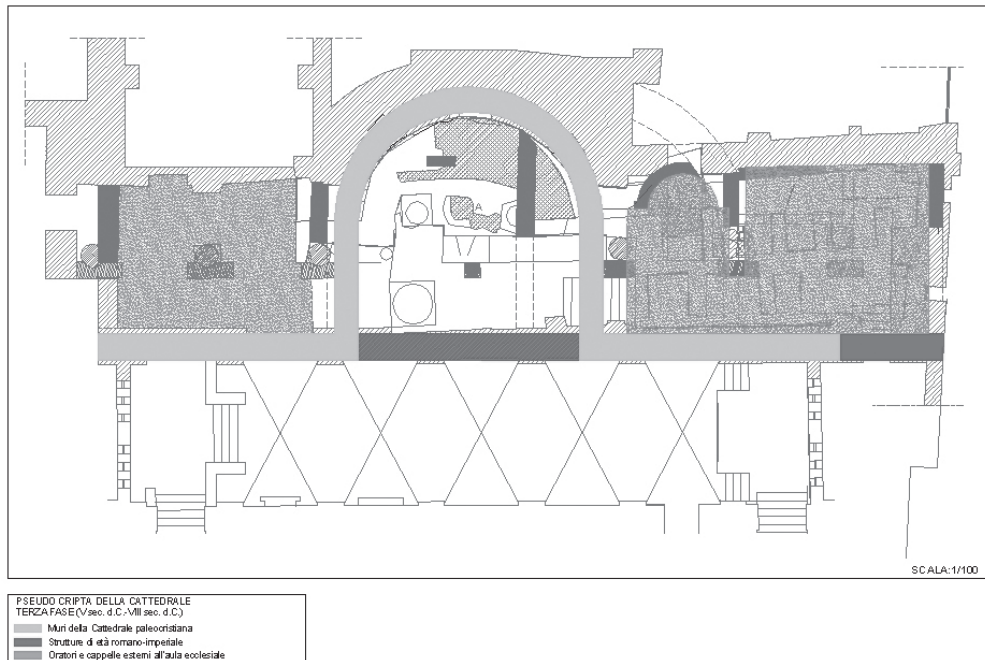 A
SCALA:1/100
PSEUDO CRIPTA DELLA CATTEDRALE
TERZA FASE (V sec. d.C.-VIII sec. d.C.)
Muri della Cattedrale paleocristiana
Strutture di età romano-imperiale
Oratori e cappelle esterni all'aula ecclesiale